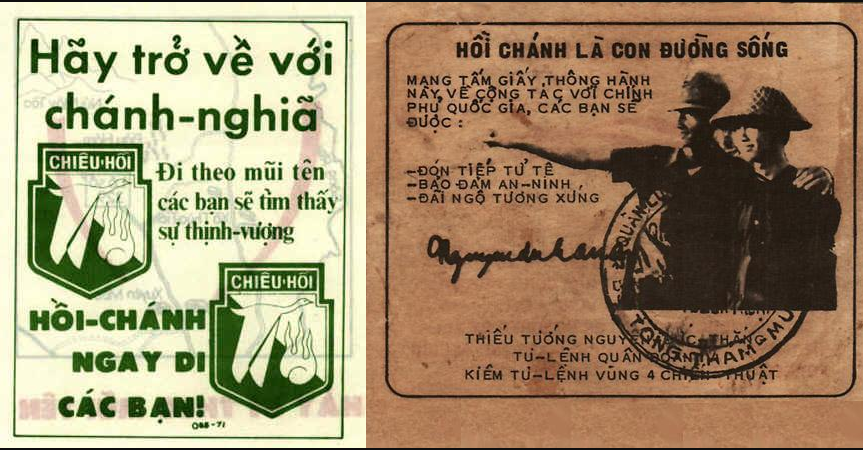 Hãy trở về với
chánh-nghiã
CHIÊU·HỒI
Đi theo mũi tên
các bạn sẽ tìm thấy
sự thịnh-vượng
CHIÊU·HỒI
HỒI-CHÁNH
NGAY ĐI
CÁC BẠN!
-71
HỒI CHÁNH LÀ CON ĐƯỜNG SỐNG
MANG TẤM GIẤY THÔNG HÀNH
NÀY VỀ CỘNG TÁC VỚI CHÍNH
PHỦ QUỐC GIA, CÁC BẠN SẼ
ĐƯỢC :
-ĐÓN TIẾP TỬ TẾ
-BẢO ĐẢM AN-NINH,
-ĐÃI NGỘ TƯƠNG XỨNG
TỔNG THAM MƯU
THIẾU TƯỚNG
TƯ-LỆNH QUÂN ĐOÀN
KIÊM TƯ-LỆNH VÙNG 4 CHIẾN-THUẬT